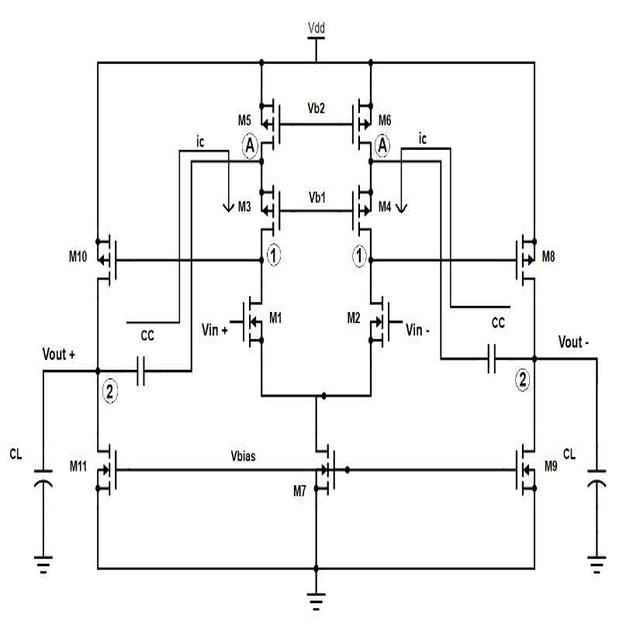 Vdd
M5 Vb2 M6
ic A A ic
M3 Vb1 M4
M10 1 1 M8
CC Vin + M1 M2 Vin - CC
Vout + Vout -
2 2
CL M11 Vbias M7 M9 CL